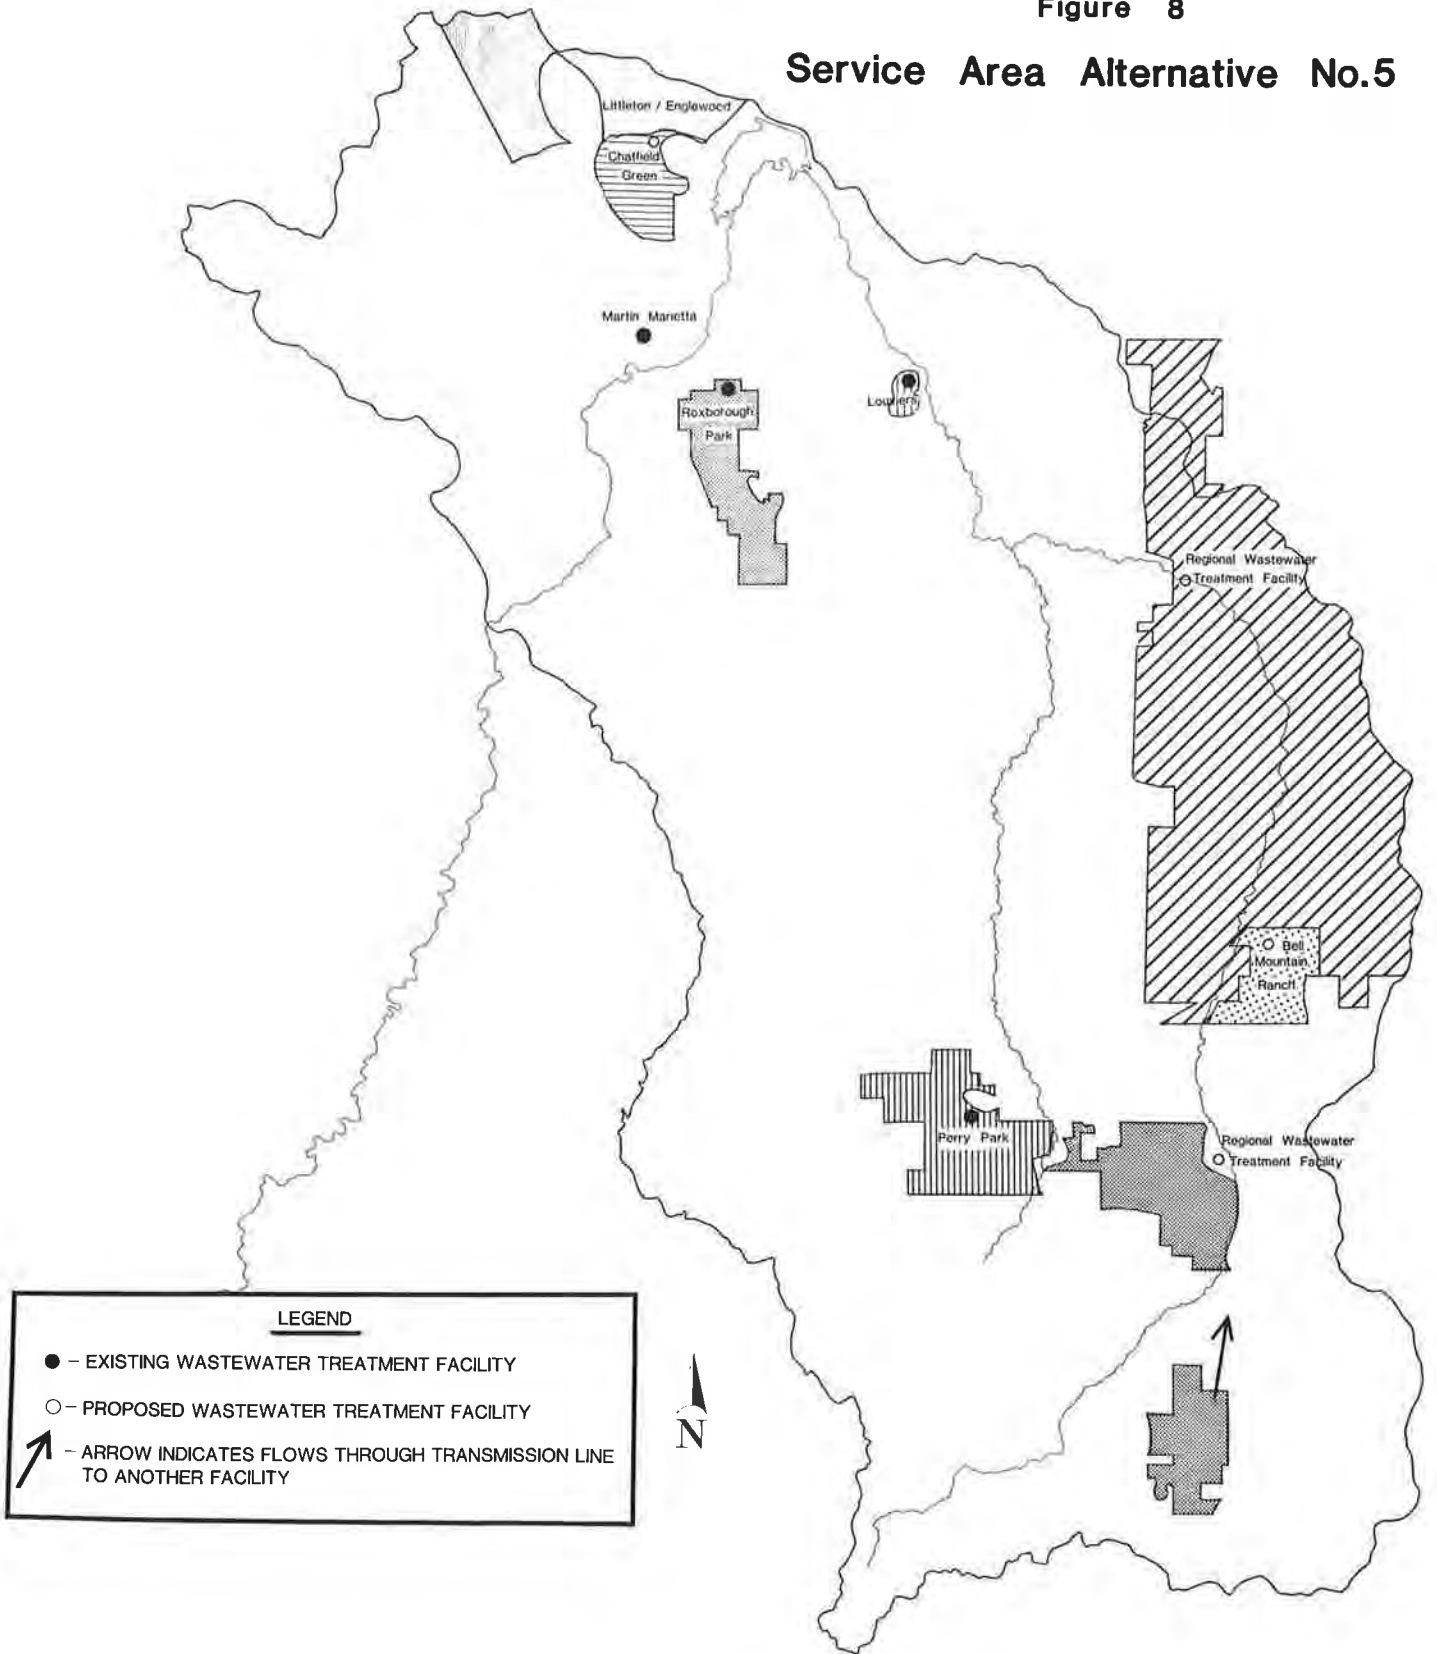 Figure 8
Service Area Alternative No.5
Littleton / Englewood
Chatfield
Green
Martin Marietta
Roxborough
Park
Louviers
Regional Wastewater
Treatment Facility
Bell
Mountain
Ranch
Perry Park
Regional Wastewater
Treatment Facility
LEGEND
● – EXISTING WASTEWATER TREATMENT FACILITY
○ – PROPOSED WASTEWATER TREATMENT FACILITY
– ARROW INDICATES FLOWS THROUGH TRANSMISSION LINE
TO ANOTHER FACILITY
N